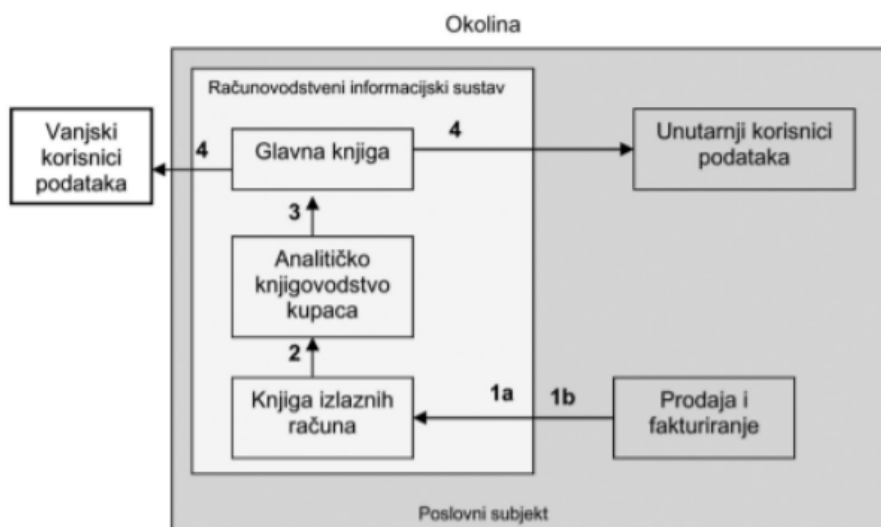 Okolina
Računovodstveni informacijski sustav
Vanjski
korisnici
podataka
4
Glavna knjiga
4
Unutarnji korisnici
podataka
3
Analitičko
knjigovodstvo
kupaca
2
Knjiga izlaznih
računa
1a
1b
Prodaja i
fakturiranje
Poslovni subjekt